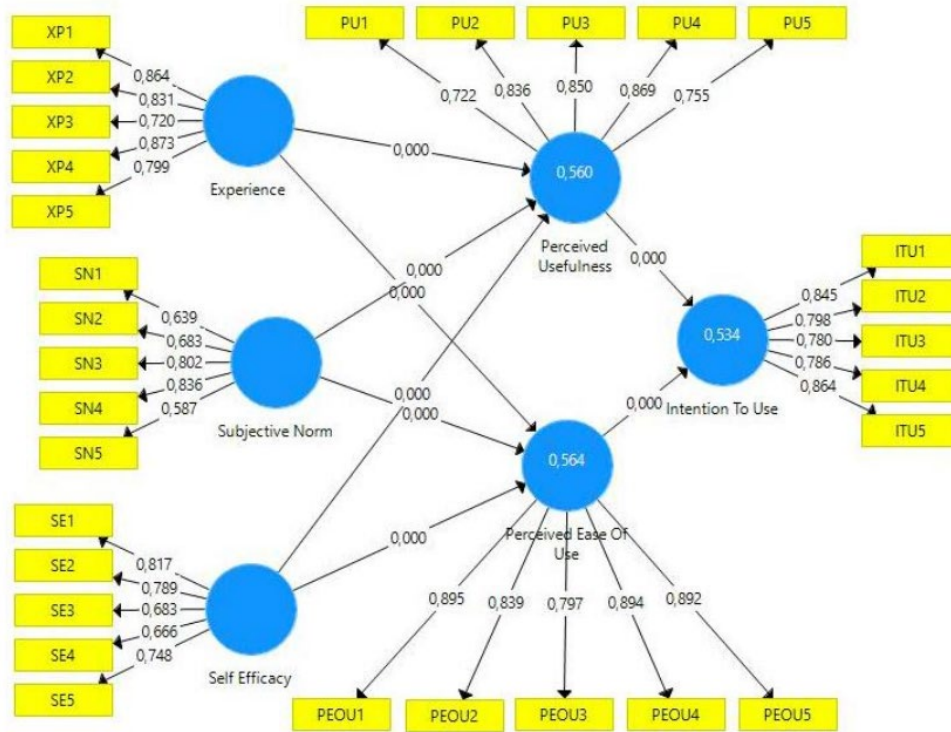 XP1
XP2
XP3
XP4
XP5
0,864
0,831
0,720
0,873
0,799
Experience
PU1
PU2
PU3
PU4
PU5
0,722
0,836
0,850
0,869
0,755
0,560
Perceived
Usefulness
0,000
0,000
0,000
0,000
SN1
SN2
SN3
SN4
SN5
0,639
0,683
0,802
0,836
0,587
Subjective Norm
0,000
0,000
ITU1
ITU2
ITU3
ITU4
ITU5
0,845
0,798
0,780
0,786
0,864
0,534
Intention To Use
0,000
0,564
Perceived Ease Of
Use
0,000
SE1
SE2
SE3
SE4
SE5
0,817
0,789
0,683
0,666
0,748
Self Efficacy
0,895
0,839
0,797
0,894
0,892
PEOU1
PEOU2
PEOU3
PEOU4
PEOU5